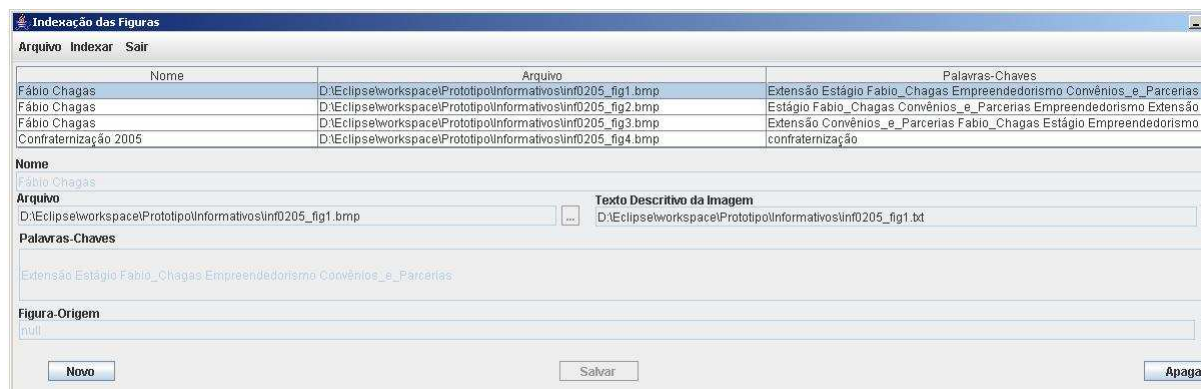 Indexação das Figuras
Arquivo Indexar Sair
Nome Arquivo Palavras-Chaves
Fábio Chagas D:\Eclipse\workspace\Prototipo\Informativos\inf0205_fig1.bmp Extensão Estágio Fabio_Chagas Empreendedorismo Convênios_e_Parcerias
Fábio Chagas D:\Eclipse\workspace\Prototipo\Informativos\inf0205_fig2.bmp Estágio Fabio_Chagas Convênios_e_Parcerias Empreendedorismo Extensão
Fábio Chagas D:\Eclipse\workspace\Prototipo\Informativos\inf0205_fig3.bmp Extensão Convênios_e_Parcerias Fabio_Chagas Estágio Empreendedorismo
Confraternização 2005 D:\Eclipse\workspace\Prototipo\Informativos\inf0205_fig4.bmp confraternização
Nome
Fábio Chagas
Arquivo Texto Descritivo da Imagem
D:\Eclipse\workspace\Prototipo\Informativos\inf0205_fig1.bmp ... D:\Eclipse\workspace\Prototipo\Informativos\inf0205_fig1.txt
Palavras-Chaves
Extensão Estágio Fabio_Chagas Empreendedorismo Convênios_e_Parcerias
Figura-Origem
null
Novo Salvar Apaga